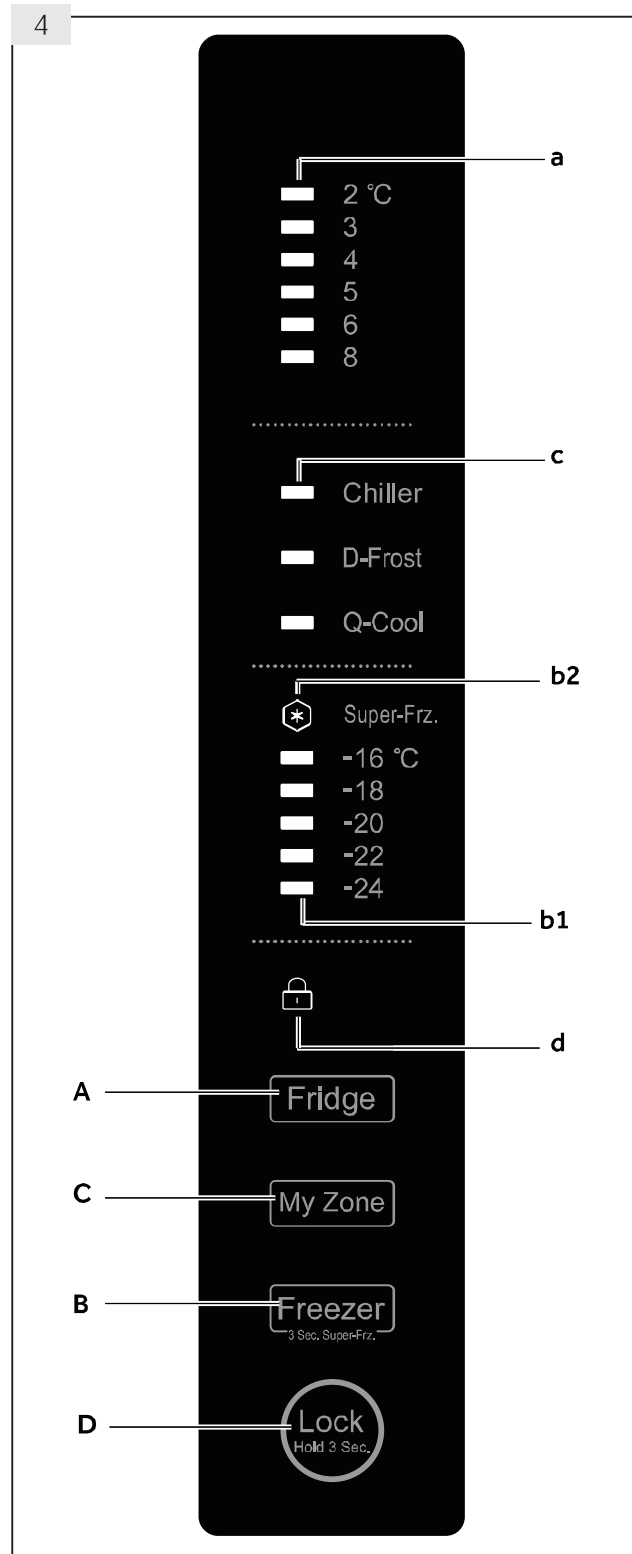 4
a
2 °C
3
4
5
6
8
c
Chiller
D-Frost
Q-Cool
b2
Super-Frz.
-16 °C
-18
-20
-22
-24
b1
d
A
Fridge
C
My Zone
B
Freezer
3 Sec. Super-Frz.
D
Lock
Hold 3 Sec.